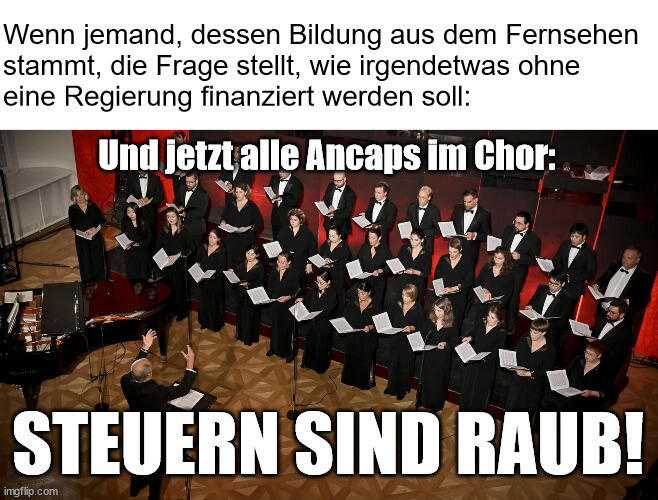 Wenn jemand, dessen Bildung aus dem Fernsehen
stammt, die Frage stellt, wie irgendetwas ohne
eine Regierung finanziert werden soll:
Und jetzt alle Ancaps im Chor:
STEUERN SIND RAUB!
imgflip.com